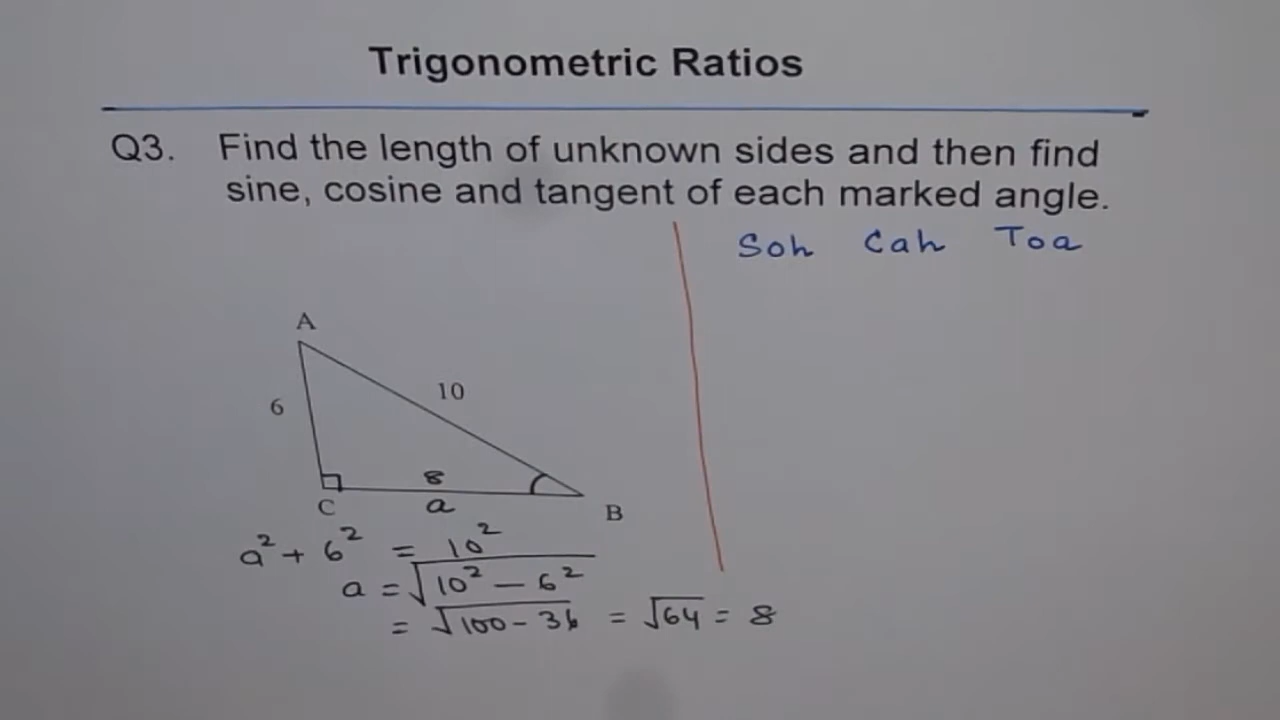 Trigonometric Ratios
Q3. Find the length of unknown sides and then find
sine, cosine and tangent of each marked angle.
Soh Cah Toa
A
10
6
8
C
a
B
a² + 6² = 10²
a = √10² − 6²
= √100 - 36 = √64 = 8